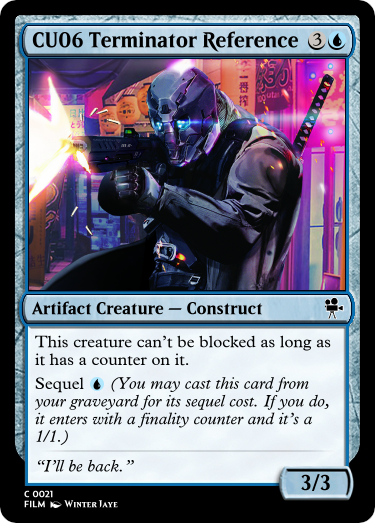 CU06 Terminator Reference 3
Artifact Creature — Construct
This creature can't be blocked as long as
it has a counter on it.
Sequel (You may cast this card from
your graveyard for its sequel cost. If you do,
it enters with a finality counter and it's a
1/1.)
"I'll be back."
3/3
C 0021
FILM Winter Jaye